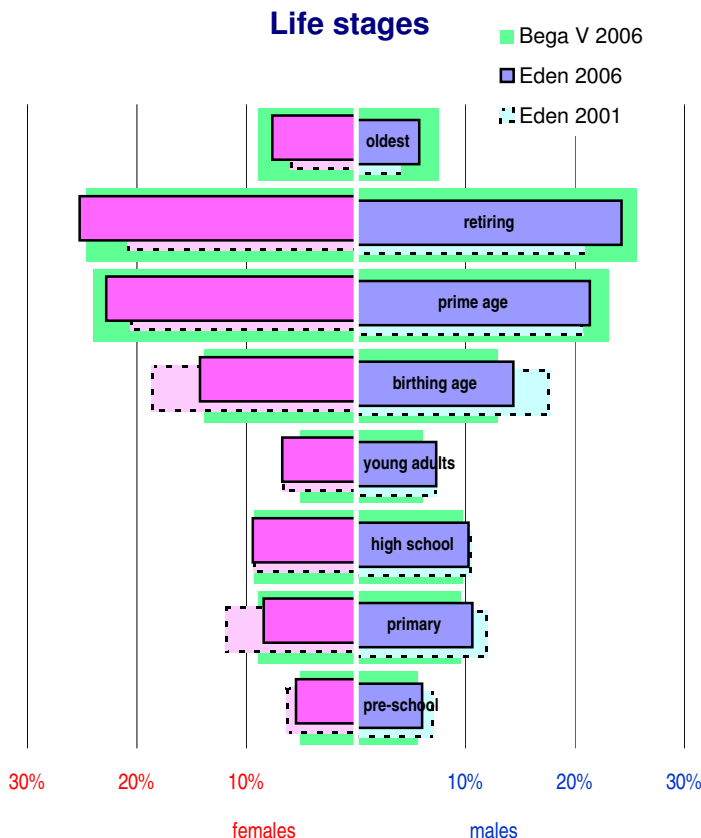 Life stages
Bega V 2006
Eden 2006
Eden 2001
oldest
retiring
prime age
birthing age
young adults
high school
primary
pre-school
30% 20% 10% 10% 20% 30%
females males